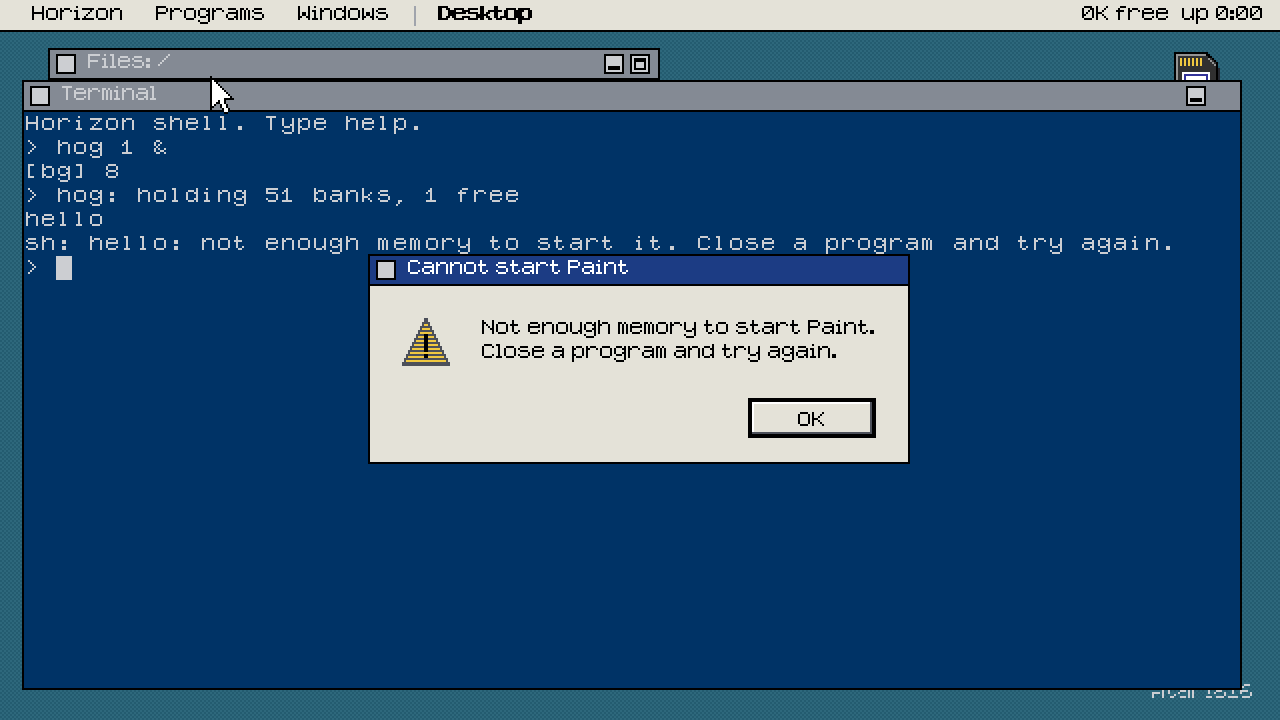 Horizon Programs Windows | Desktop 0K free up 0:00
Files: /
Terminal
Horizon shell. Type help.
> hog 1 &
[bg] 8
> hog: holding 51 banks, 1 free
hello
sh: hello: not enough memory to start it. Close a program and try again.
>
Cannot start Paint
Not enough memory to start Paint.
Close a program and try again.
OK